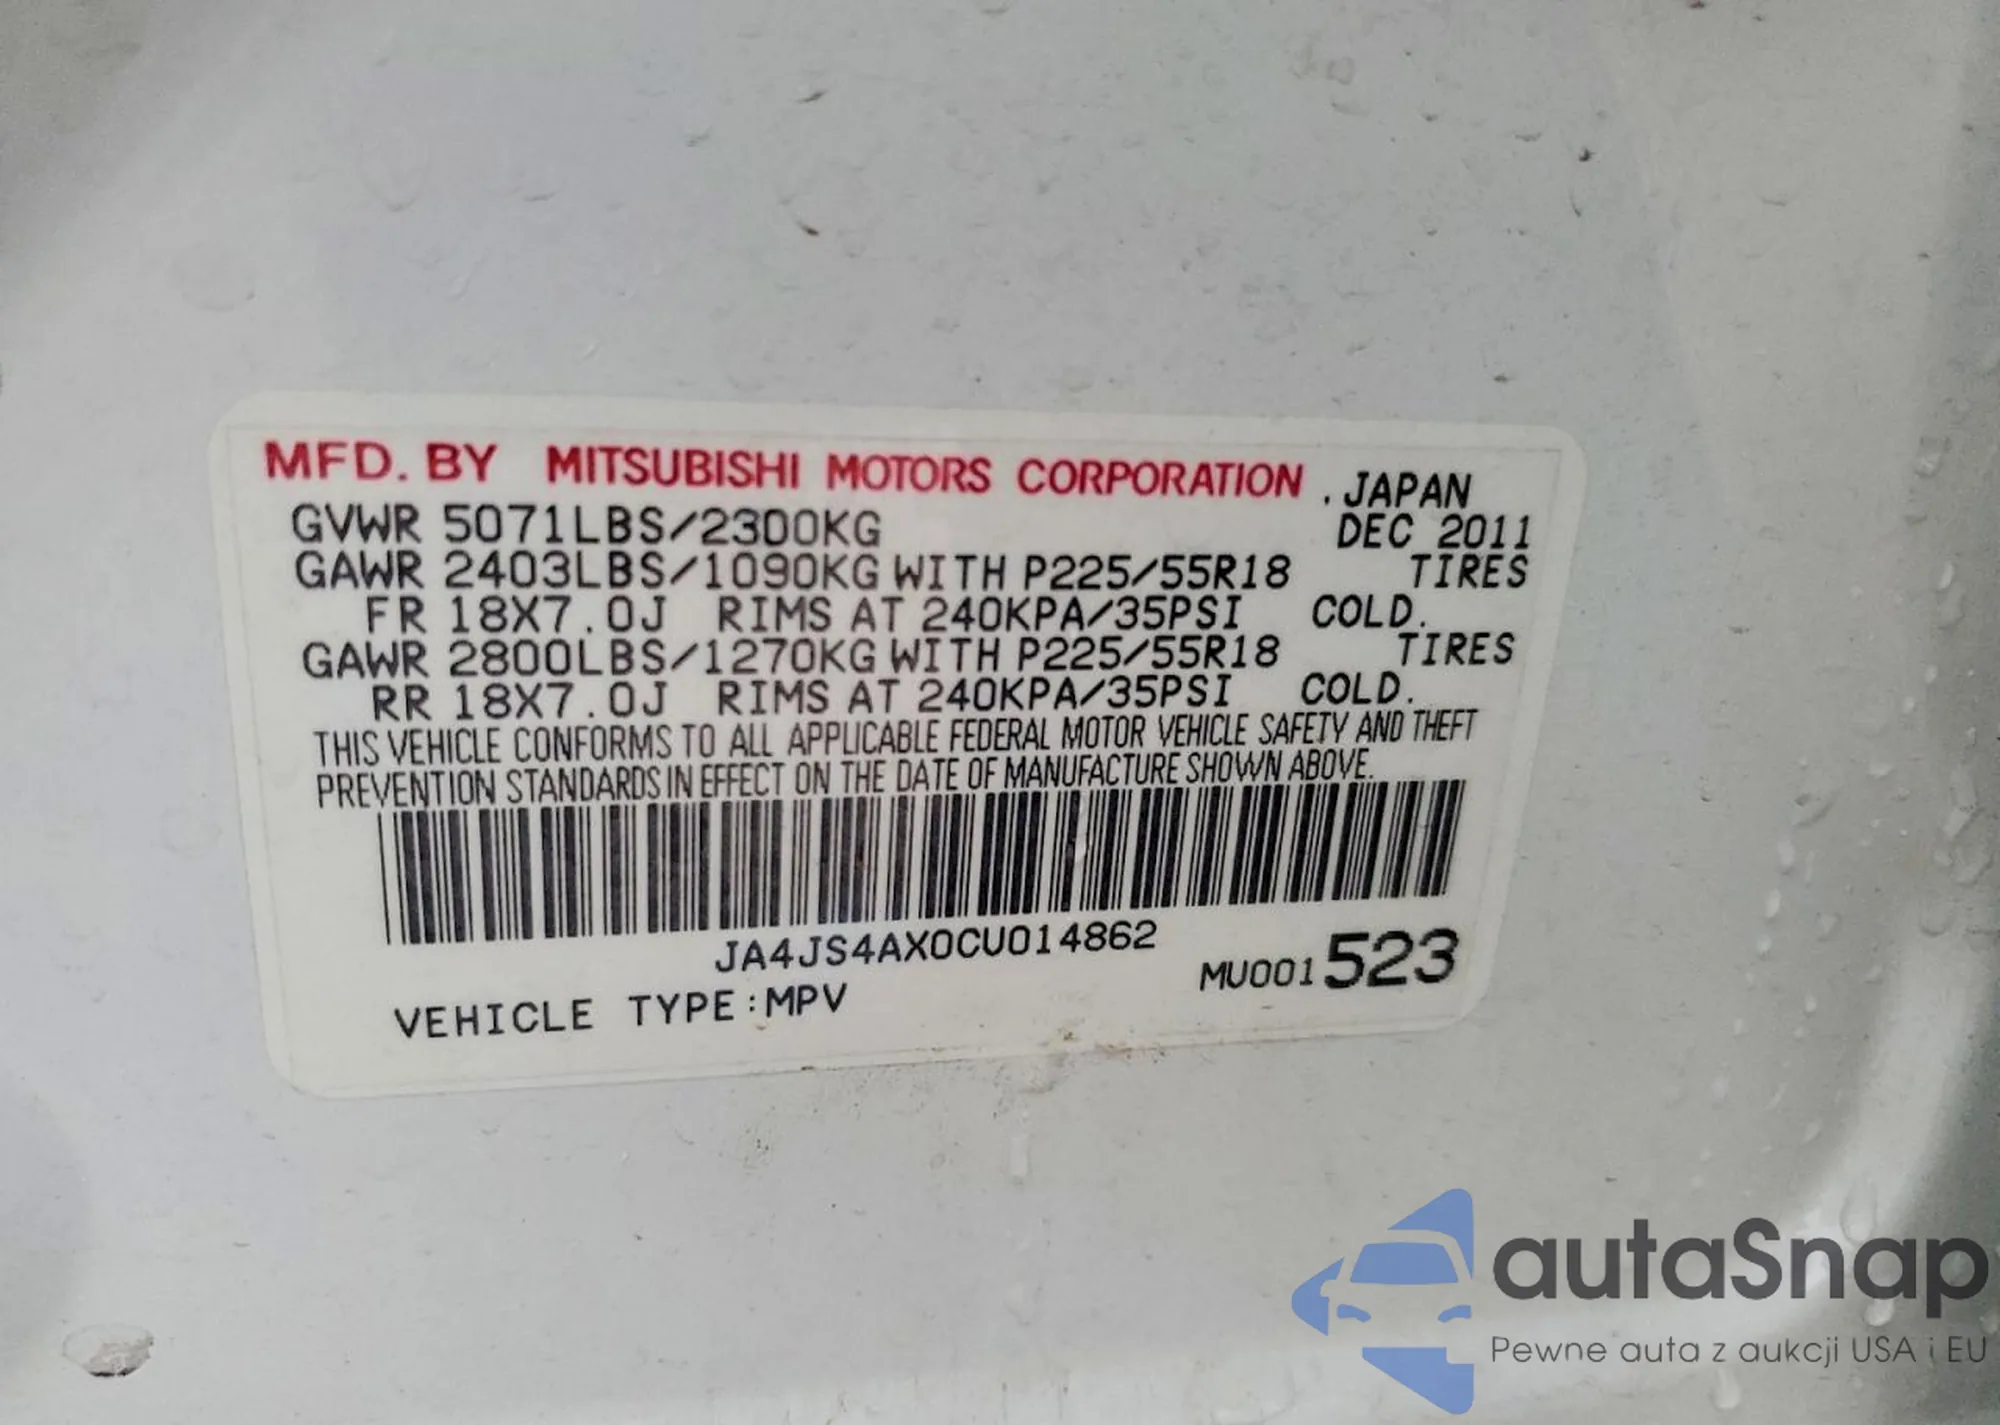 MFD. BY MITSUBISHI MOTORS CORPORATION . JAPAN
GVWR 5071LBS/2300KG DEC 2011
GAWR 2403LBS/1090KG WITH P225/55R18 TIRES
FR 18X7.0J RIMS AT 240KPA/35PSI COLD.
GAWR 2800LBS/1270KG WITH P225/55R18 TIRES
RR 18X7.0J RIMS AT 240KPA/35PSI COLD.
THIS VEHICLE CONFORMS TO ALL APPLICABLE FEDERAL MOTOR VEHICLE SAFETY AND THEFT
PREVENTION STANDARDS IN EFFECT ON THE DATE OF MANUFACTURE SHOWN ABOVE.
JA4JS4AX0CU014862
MU001523
VEHICLE TYPE:MPV
autaSnap
Pewne auta z aukcji USA i EU